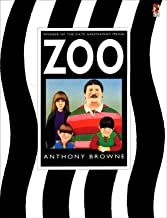 WINNER OF THE KATE GREENAWAY MEDAL
ZOO
ANTHONY BROWNE